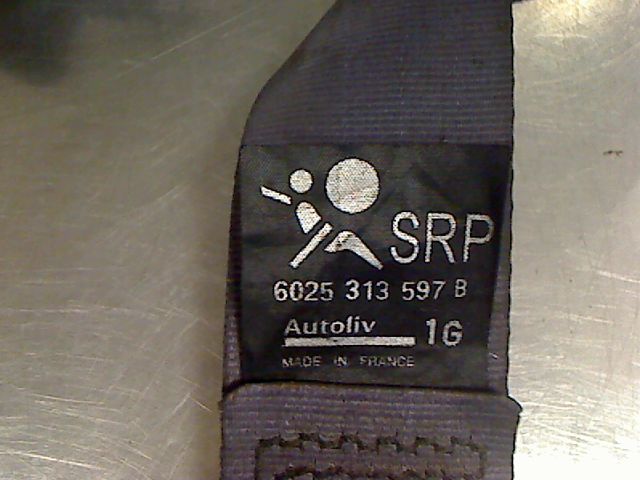 SRP
6025 313 597 B
Autoliv 1G
MADE IN FRANCE